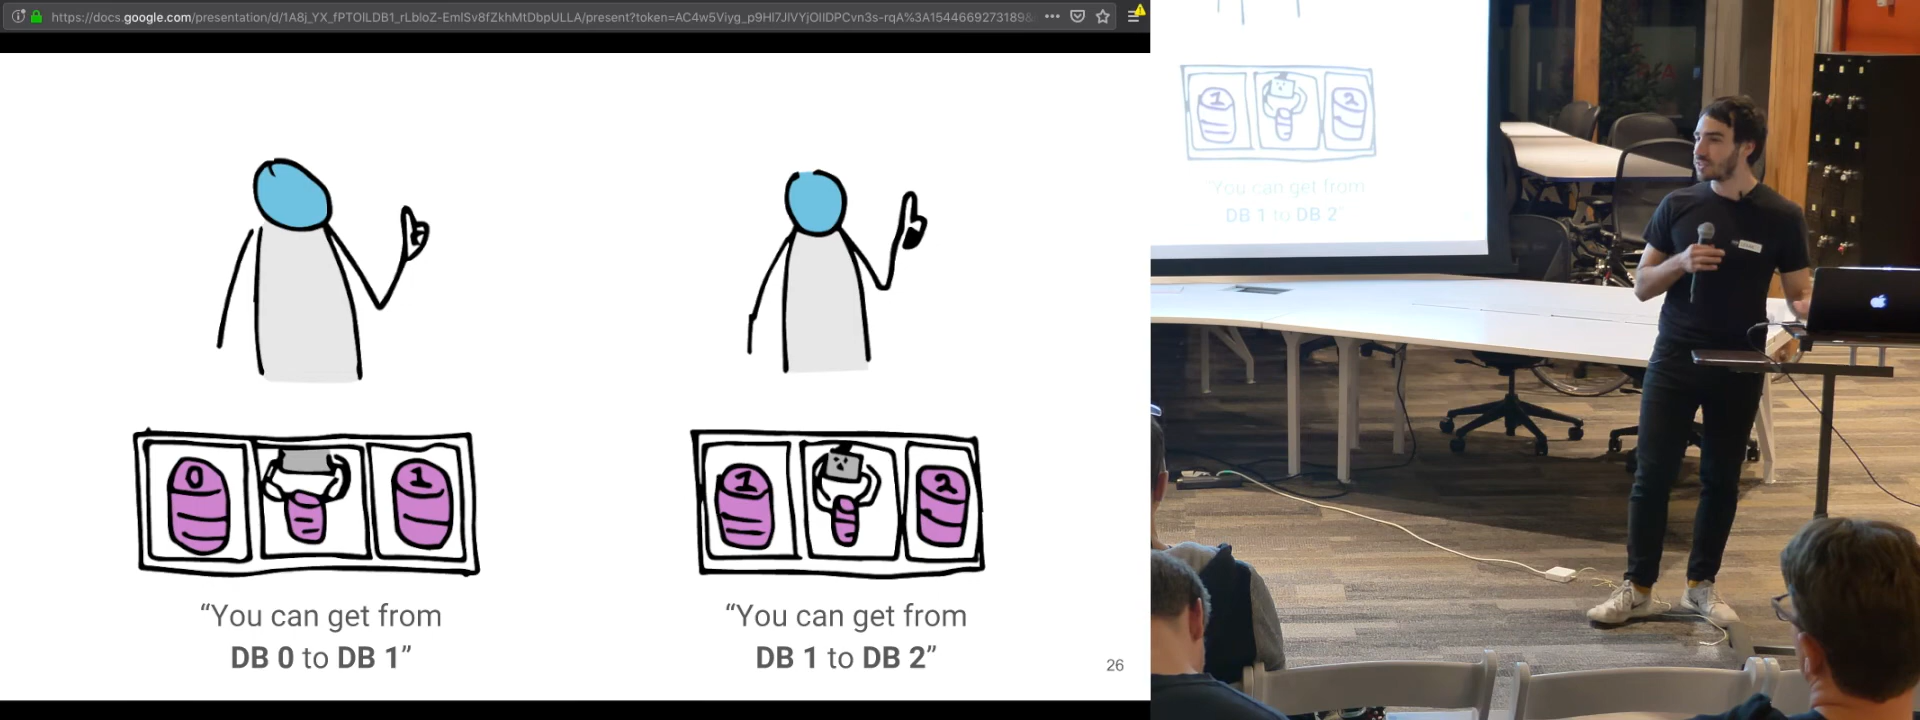 https://docs.google.com/presentation/d/1A8j_YX_fPTOlLDB1_rLbloZ-EmlSv8fZkhMtDbpULLA/present?token=AC4w5Viyg_p9Hl7JlVYjOlIDPCvn3s-rqA%3A1544669273189&
0
1
1
2
“You can get from
DB 0 to DB 1”
“You can get from
DB 1 to DB 2”
26
1
2
"You can get from
DB 1 to DB 2"